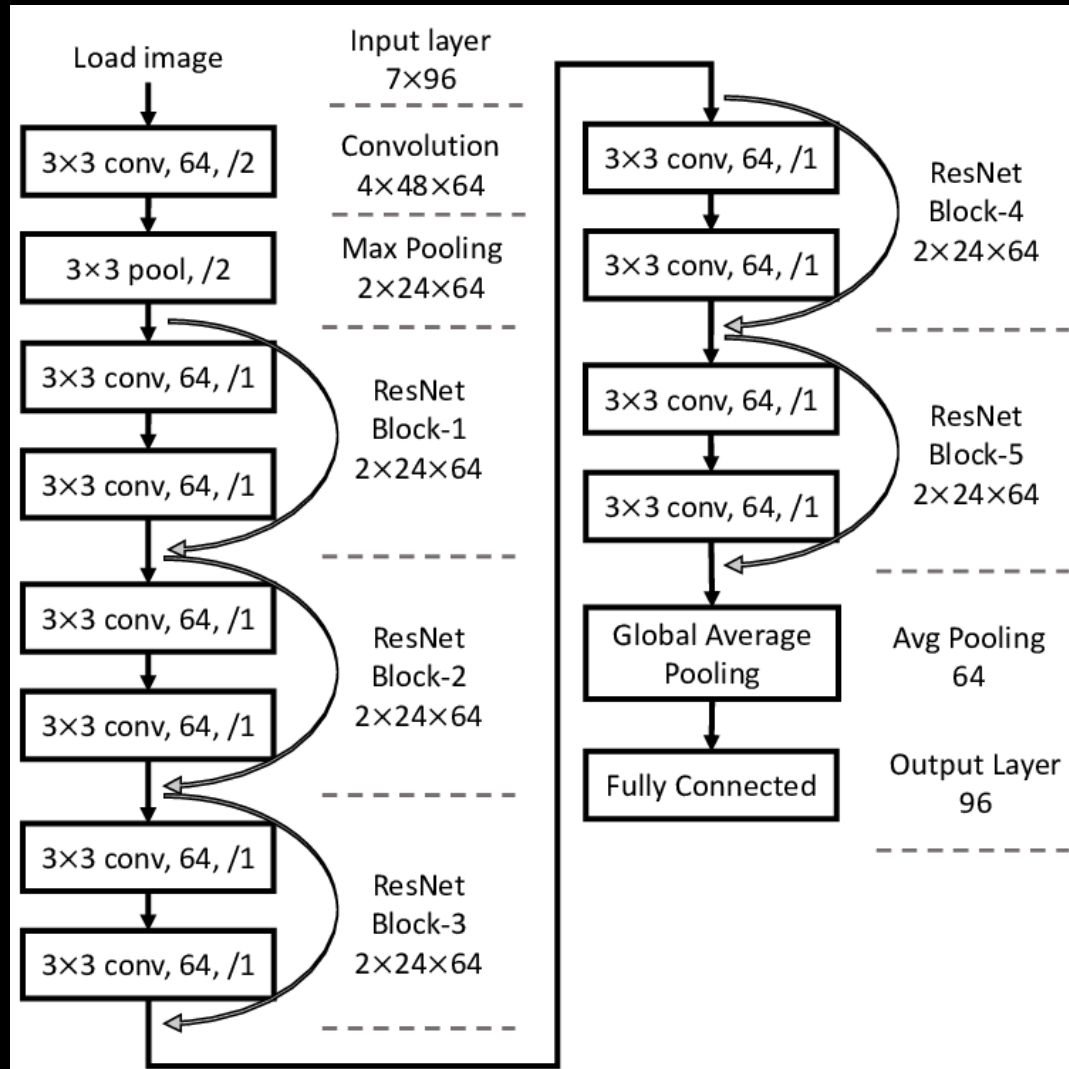 Load image
Input layer
7×96
3×3 conv, 64, /2
Convolution
4×48×64
3×3 pool, /2
Max Pooling
2×24×64
3×3 conv, 64, /1
3×3 conv, 64, /1
ResNet
Block-1
2×24×64
3×3 conv, 64, /1
3×3 conv, 64, /1
ResNet
Block-2
2×24×64
3×3 conv, 64, /1
3×3 conv, 64, /1
ResNet
Block-3
2×24×64
3×3 conv, 64, /1
3×3 conv, 64, /1
ResNet
Block-4
2×24×64
3×3 conv, 64, /1
3×3 conv, 64, /1
ResNet
Block-5
2×24×64
Global Average
Pooling
Avg Pooling
64
Fully Connected
Output Layer
96